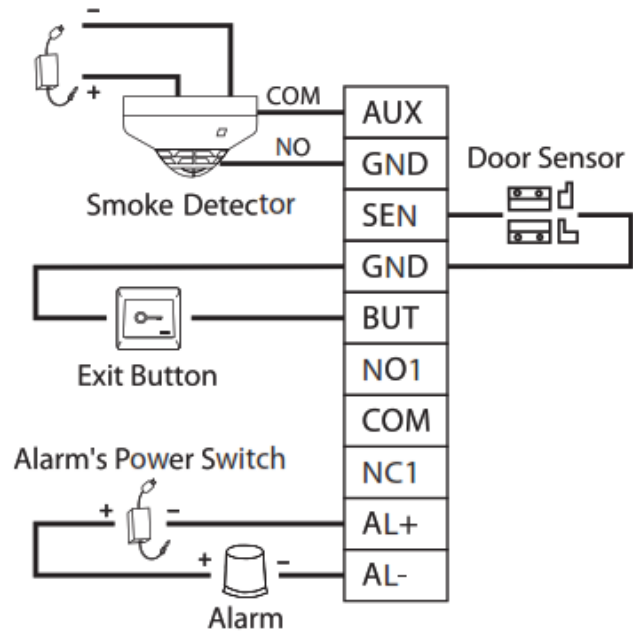 −
+
COM
NO
Smoke Detector
AUX
GND
SEN
GND
BUT
NO1
COM
NC1
AL+
AL-
Door Sensor
Exit Button
Alarm's Power Switch
+ −
+ −
Alarm